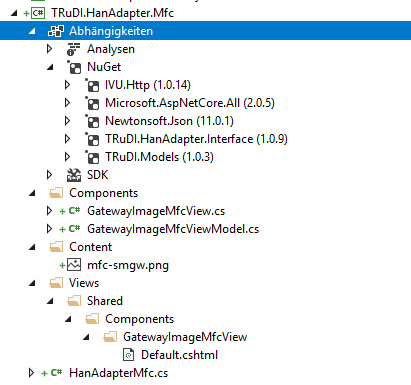 TRuDI.HanAdapter.Mfc
Abhängigkeiten
Analysen
NuGet
IVU.Http (1.0.14)
Microsoft.AspNetCore.All (2.0.5)
Newtonsoft.Json (11.0.1)
TRuDI.HanAdapter.Interface (1.0.9)
TRuDI.Models (1.0.3)
SDK
Components
GatewayImageMfcView.cs
GatewayImageMfcViewModel.cs
Content
mfc-smgw.png
Views
Shared
Components
GatewayImageMfcView
Default.cshtml
HanAdapterMfc.cs